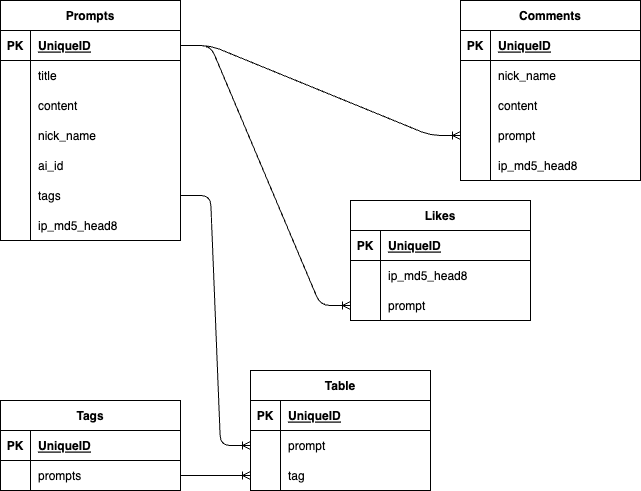 Prompts
PK UniqueID
title
content
nick_name
ai_id
tags
ip_md5_head8
Comments
PK UniqueID
nick_name
content
prompt
ip_md5_head8
Likes
PK UniqueID
ip_md5_head8
prompt
Table
PK UniqueID
prompt
tag
Tags
PK UniqueID
prompts